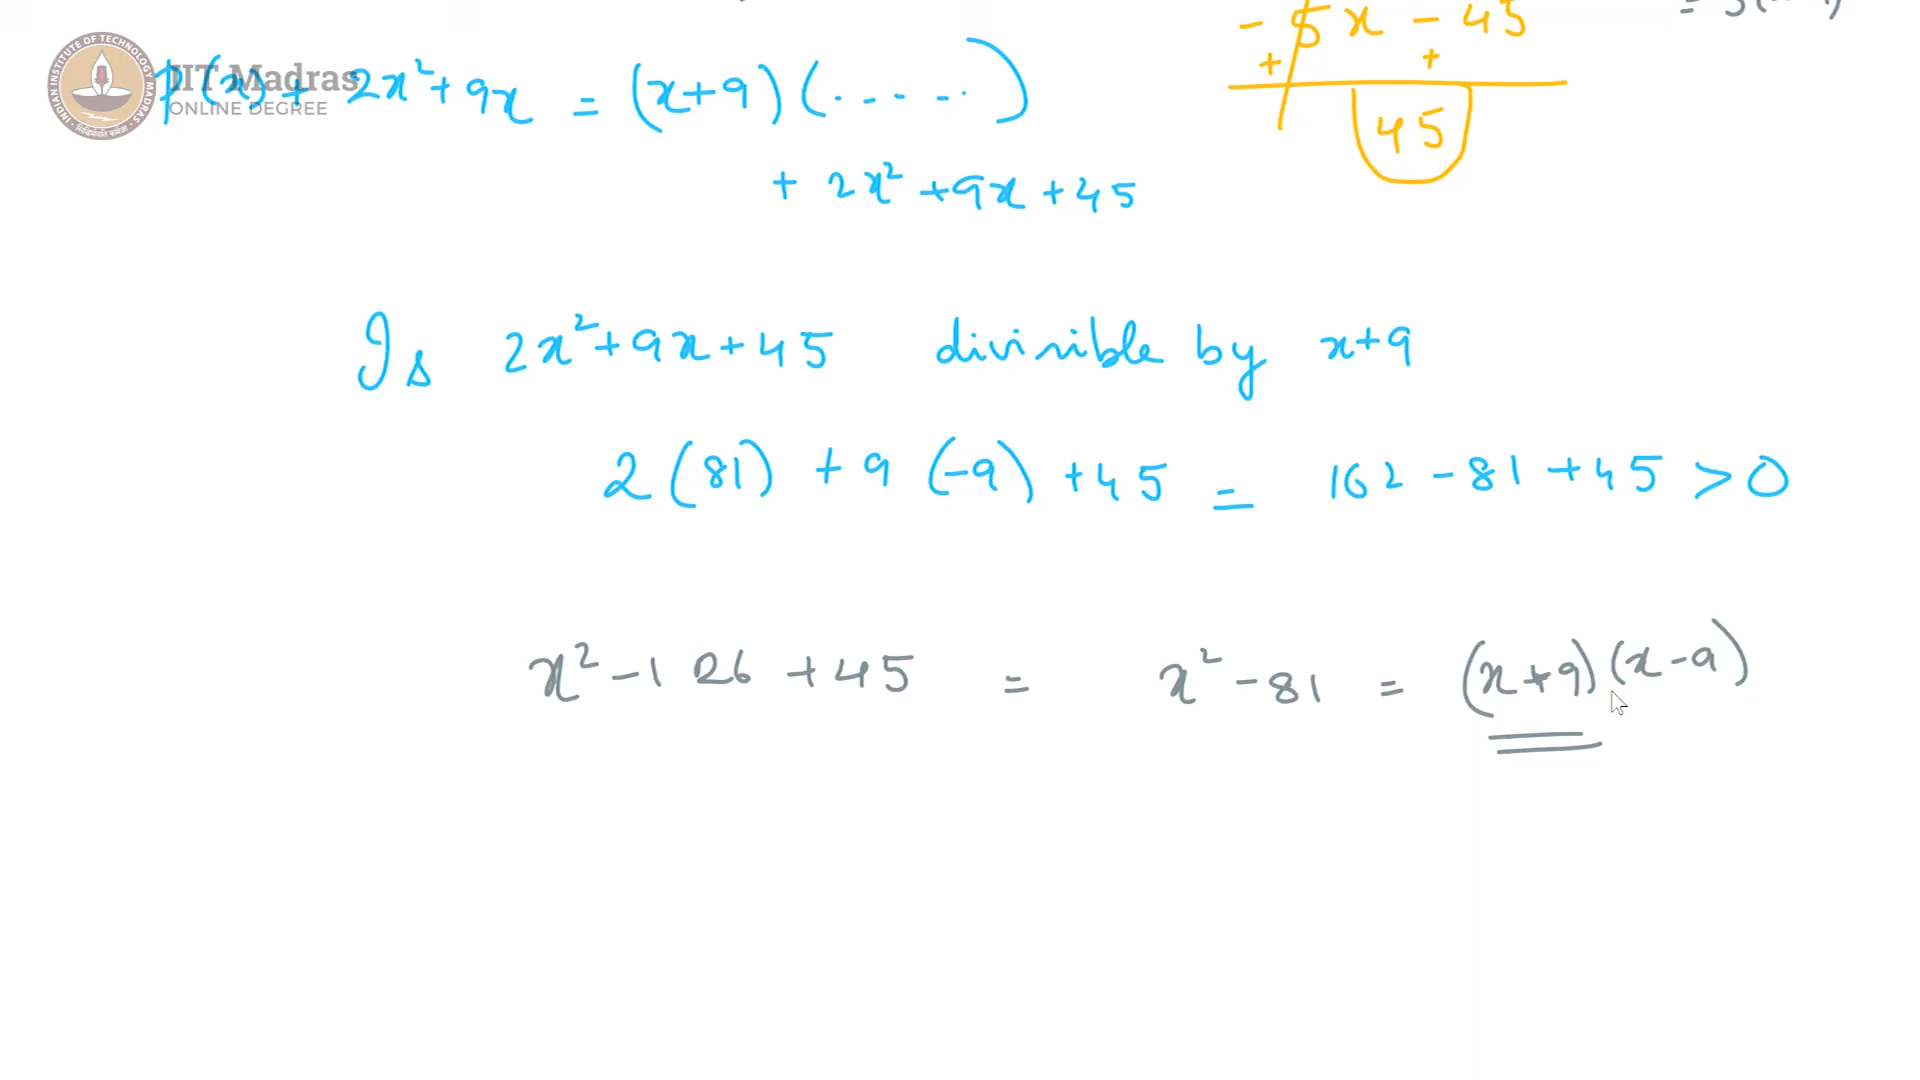 - 5x - 45
+ +
IIT Madras
ONLINE DEGREE
p(x) + 2x² + 9x = (x+9)(.....)
45
+ 2x² + 9x + 45
Is 2x² + 9x + 45 divisible by x+9
2(81) + 9(-9) + 45 = 162 - 81 + 45 > 0
x² - 126 + 45 = x² - 81 = (x+9)(x-9)